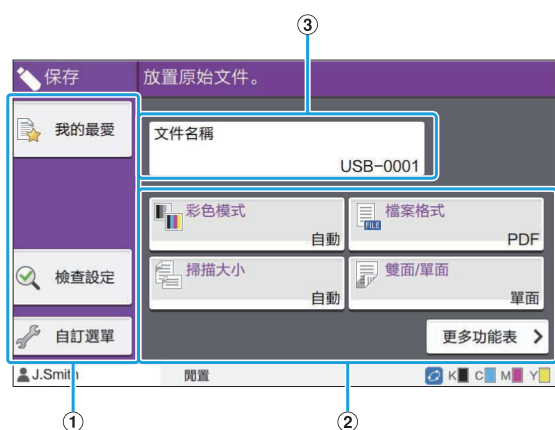 ③
保存
放置原始文件。
我的最愛
文件名稱
USB-0001
彩色模式
自動
檔案格式
FILE
PDF
檢查設定
掃描大小
自動
雙面/單面
單面
自訂選單
更多功能表
J.Smith
閒置
K C M Y
① ②